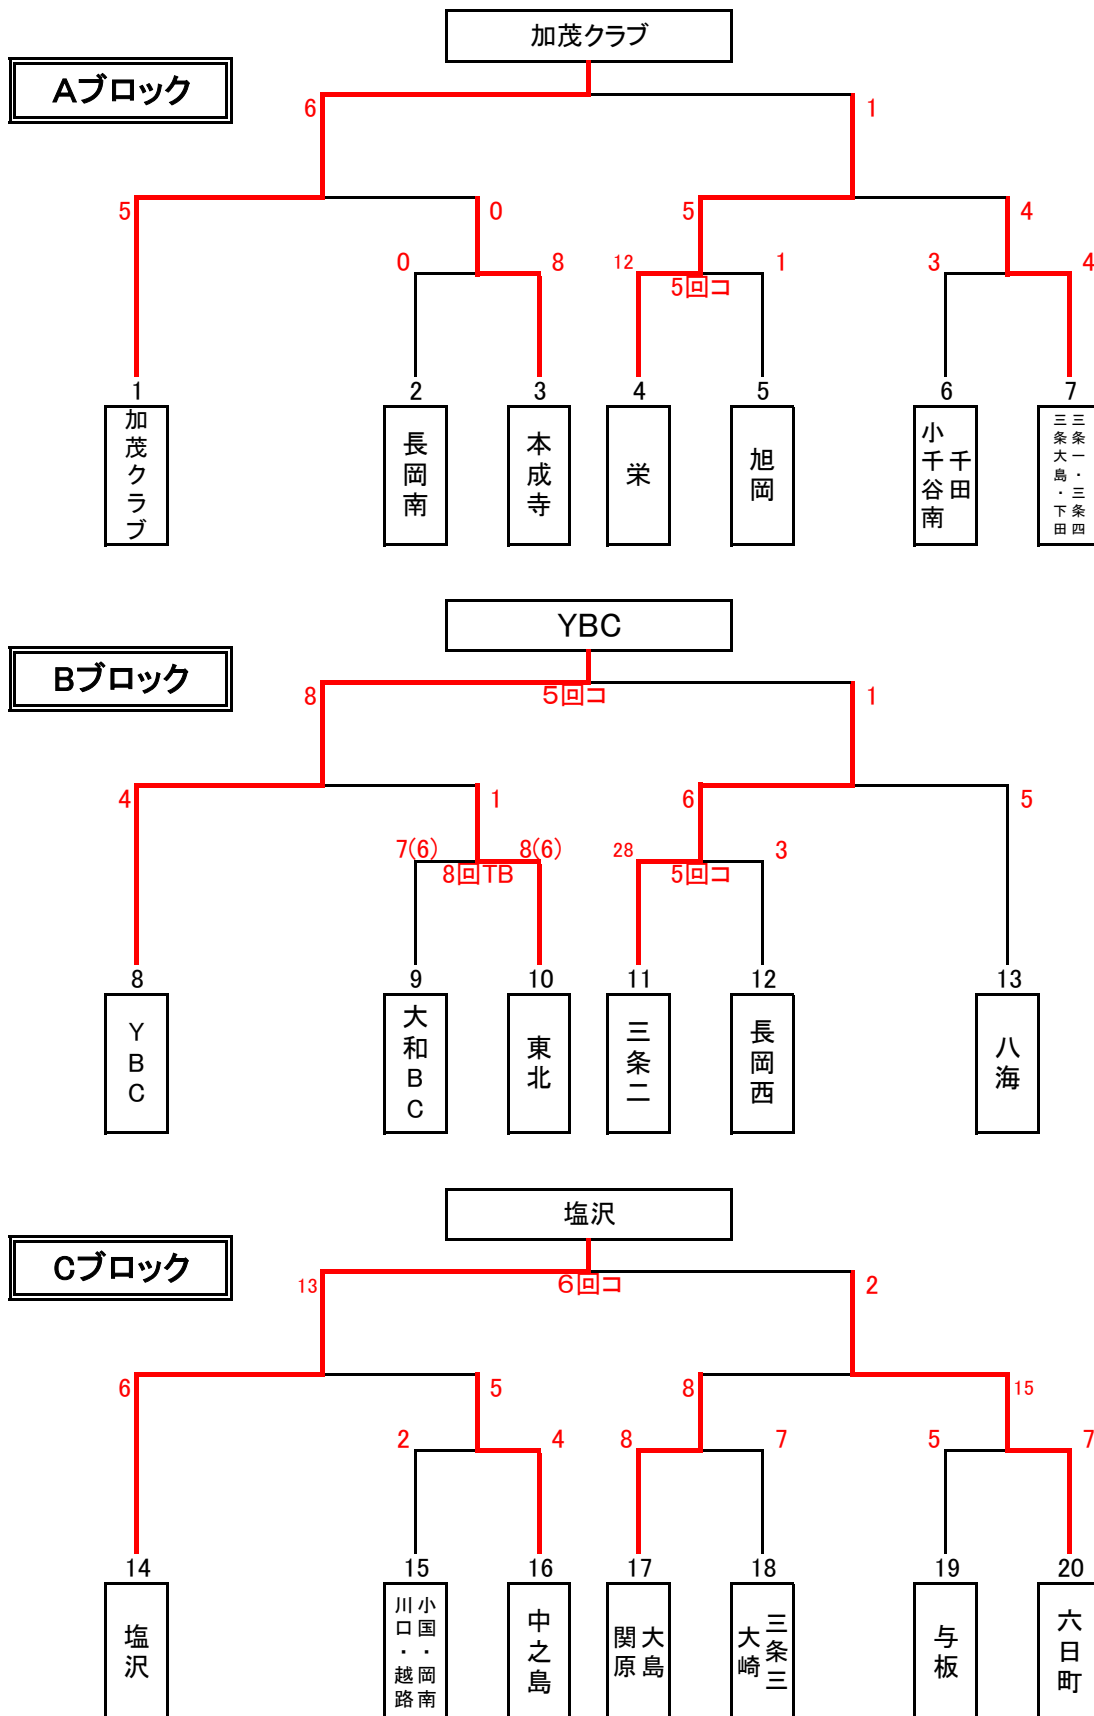 加茂クラブ
Aブロック
6
1
5
0
5
4
0
8
12
1
3
4
5回コ
1
2
3
4
5
6
7
加茂クラブ
長岡南
本成寺
栄
旭岡
千田
小千谷南
三条一・三条四
三条大島・下田
YBC
Bブロック
8
5回コ
1
4
1
6
5
7(6)
8(6)
28
3
8回TB
5回コ
8
9
10
11
12
13
YBC
大和BC
東北
三条二
長岡西
八海
塩沢
Cブロック
13
6回コ
2
6
5
8
15
2
4
8
7
5
7
14
15
16
17
18
19
20
塩沢
小国・岡南
川口・越路
中之島
大島
関原
三条三
大崎
与板
六日町